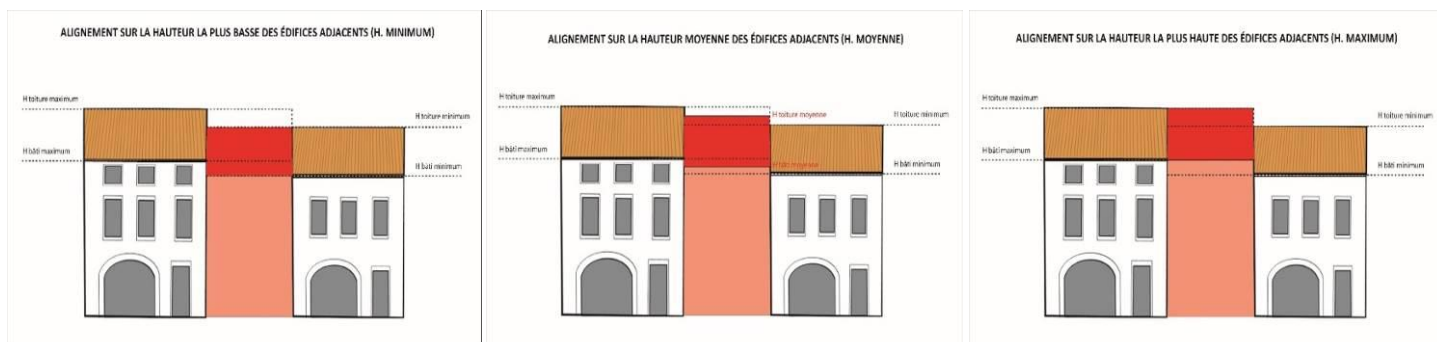 ALIGNEMENT SUR LA HAUTEUR LA PLUS BASSE DES ÉDIFICES ADJACENTS (H. MINIMUM)
H toiture maximum
H toiture minimum
H bâti maximum
H bâti minimum
ALIGNEMENT SUR LA HAUTEUR MOYENNE DES ÉDIFICES ADJACENTS (H. MOYENNE)
H toiture maximum
H toiture moyenne
H toiture minimum
H bâti maximum
H bâti moyenne
H bâti minimum
ALIGNEMENT SUR LA HAUTEUR LA PLUS HAUTE DES ÉDIFICES ADJACENTS (H. MAXIMUM)
H toiture maximum
H toiture minimum
H bâti maximum
H bâti minimum